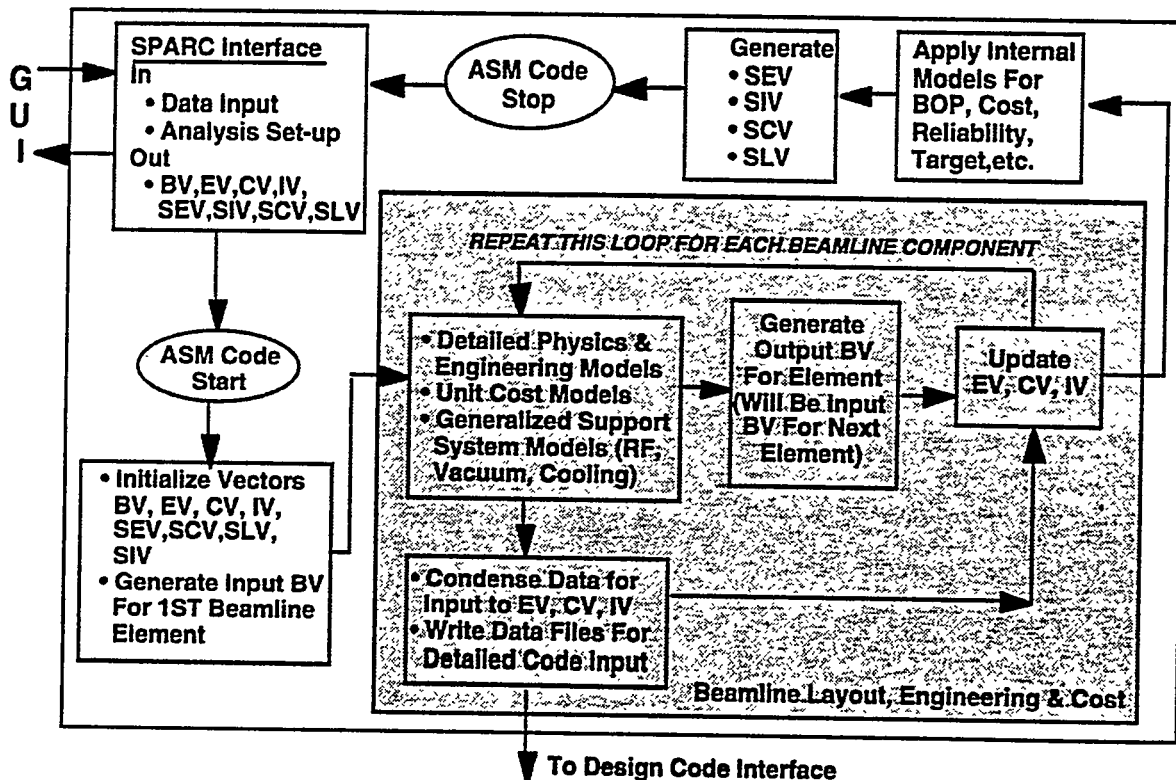 G
U
I
SPARC Interface
In
• Data Input
• Analysis Set-up
Out
• BV,EV,CV,IV,
SEV,SIV,SCV,SLV
ASM Code
Stop
Generate
• SEV
• SIV
• SCV
• SLV
Apply Internal
Models For
BOP, Cost,
Reliability,
Target,etc.
ASM Code
Start
• Initialize Vectors
BV, EV, CV, IV,
SEV,SCV,SLV,
SIV
• Generate Input BV
For 1ST Beamline
Element
REPEAT THIS LOOP FOR EACH BEAMLINE COMPONENT
• Detailed Physics &
Engineering Models
• Unit Cost Models
• Generalized Support
System Models (RF,
Vacuum, Cooling)
Generate
Output BV
For Element
(Will Be Input
BV For Next
Element)
Update
EV, CV, IV
• Condense Data for
Input to EV, CV, IV
• Write Data Files For
Detailed Code Input
Beamline Layout, Engineering & Cost
To Design Code Interface